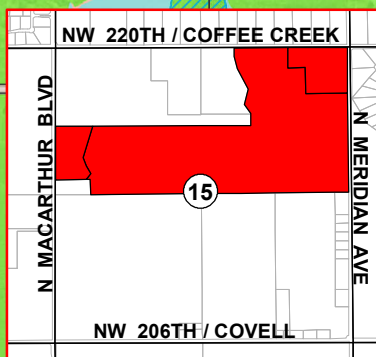 NW 220TH / COFFEE CREEK
N MACARTHUR BLVD
N MERIDIAN AVE
15
NW 206TH / COVELL